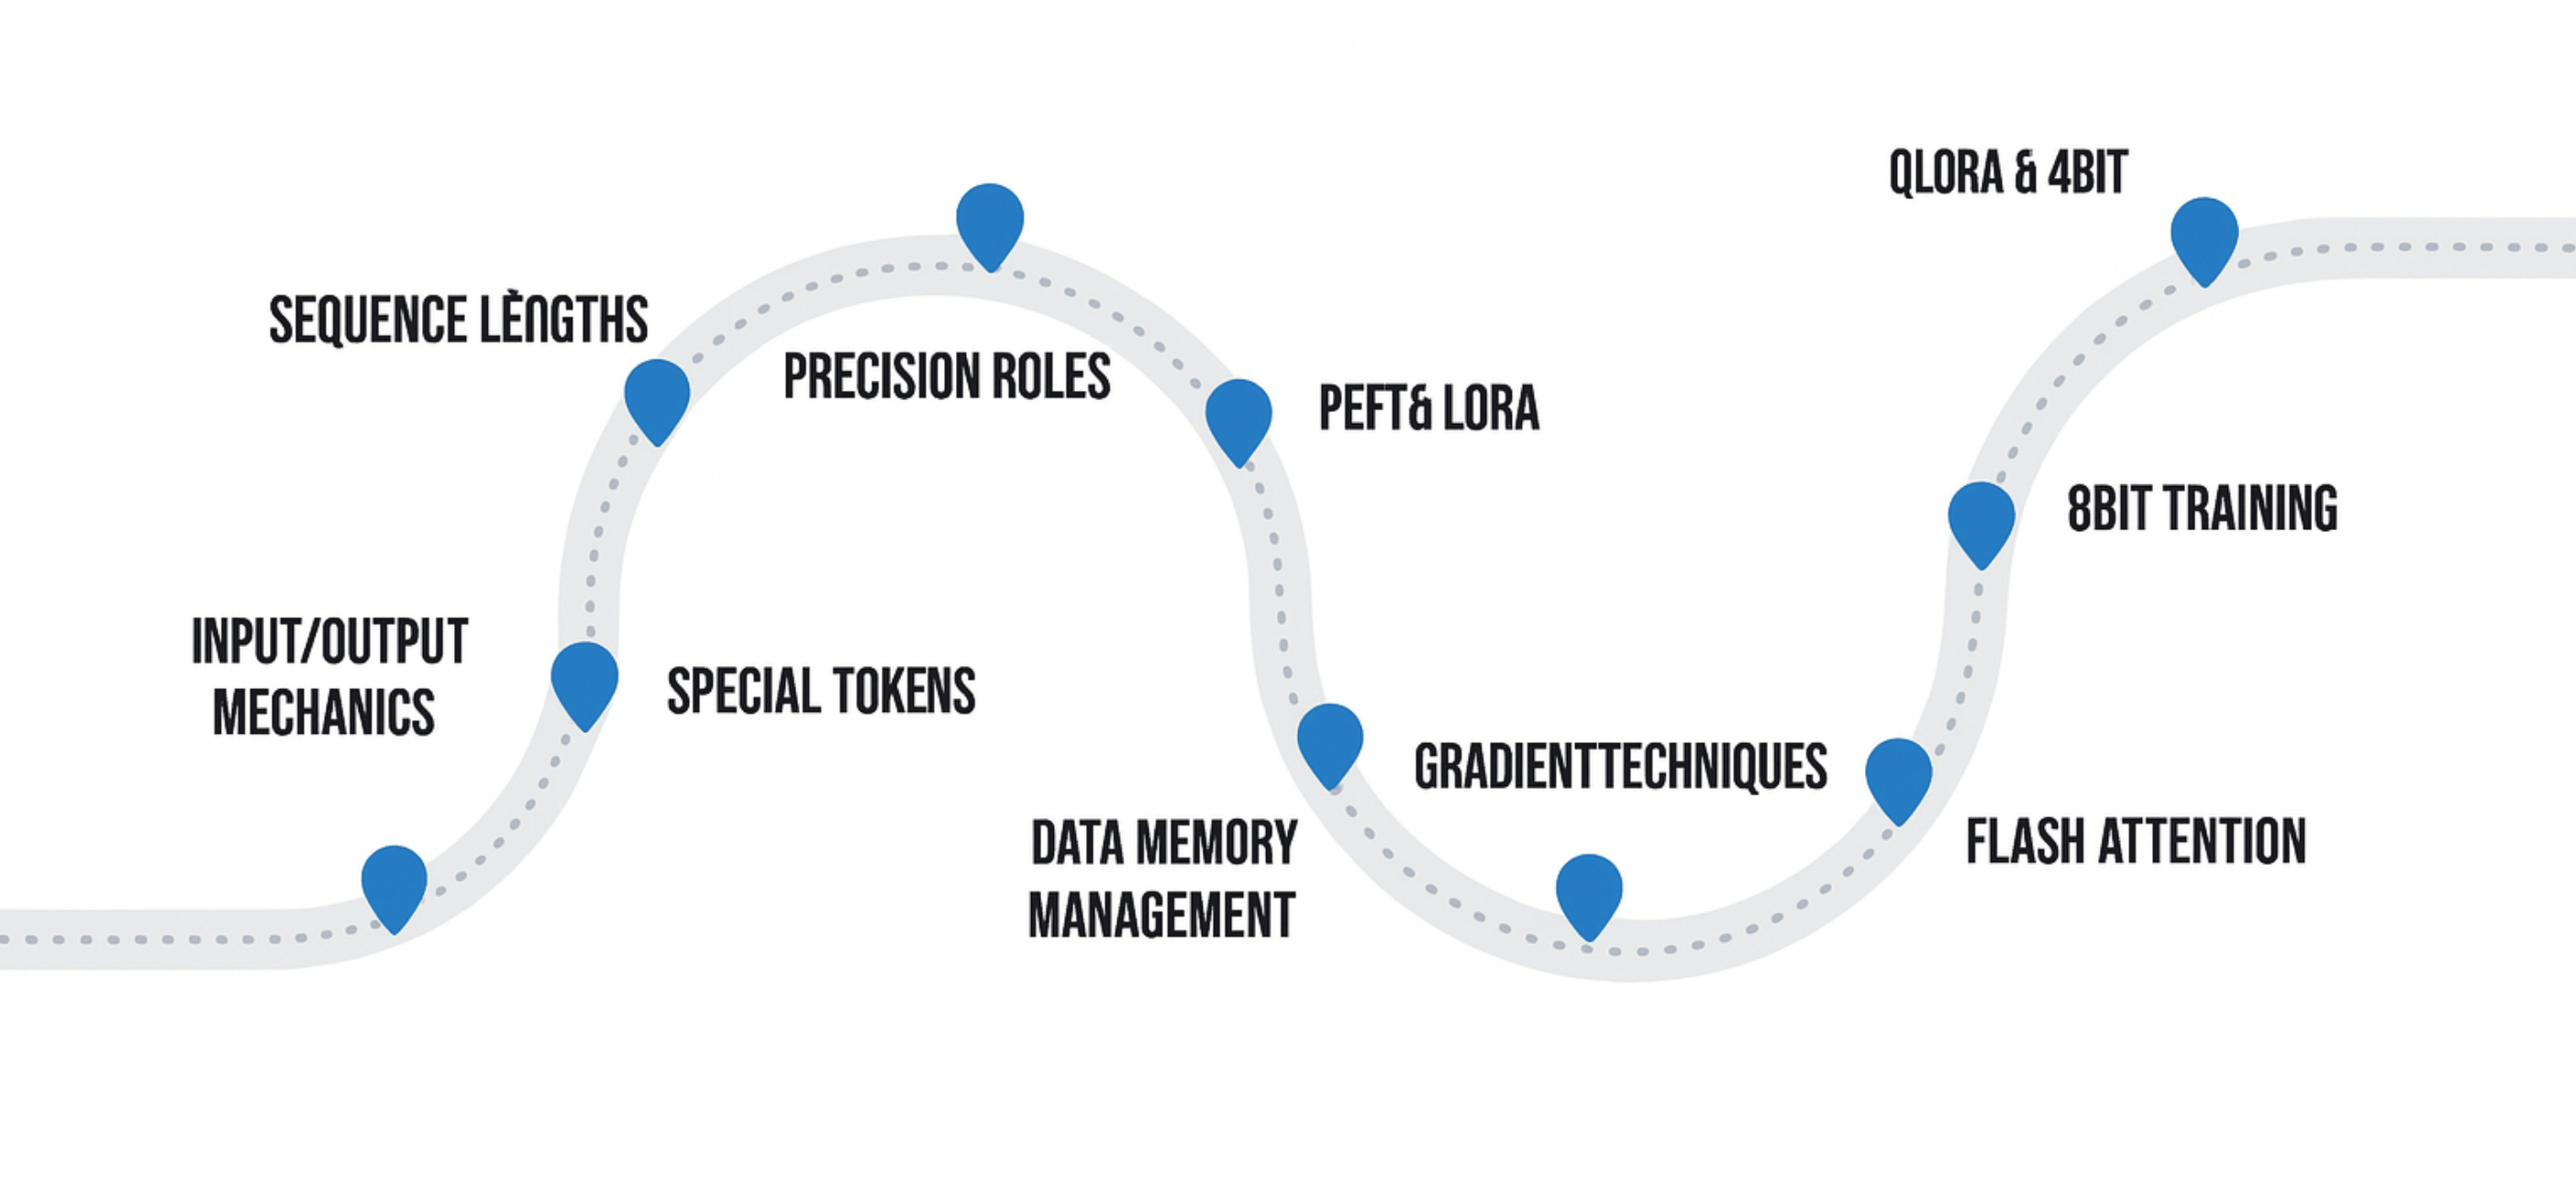 QLORA & 4BIT
SEQUENCE LĖNGTHS
PRECISION ROLES
PEFT& LORA
8BIT TRAINING
INPUT/OUTPUT
MECHANICS
SPECIAL TOKENS
GRADIENTTECHNIQUES
DATA MEMORY
MANAGEMENT
FLASH ATTENTION